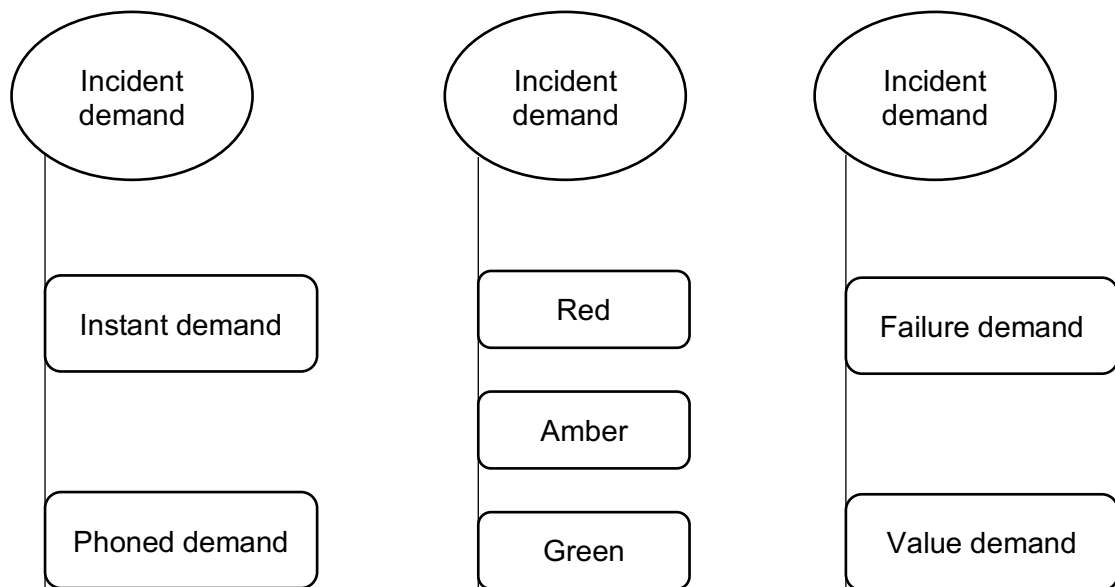 Incident
demand
Instant demand
Phoned demand
Incident
demand
Red
Amber
Green
Incident
demand
Failure demand
Value demand